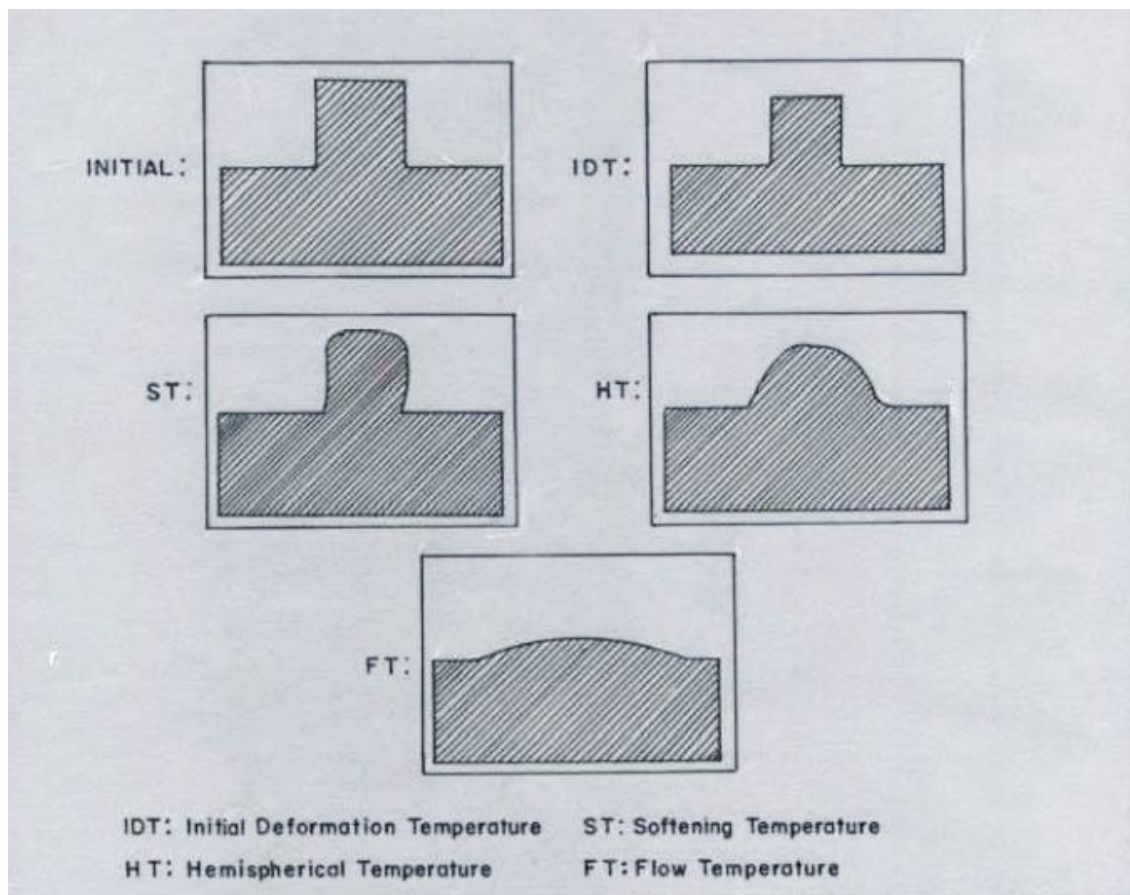 INITIAL:
IDT:
ST:
HT:
FT:
IDT: Initial Deformation Temperature
ST: Softening Temperature
HT: Hemispherical Temperature
FT: Flow Temperature